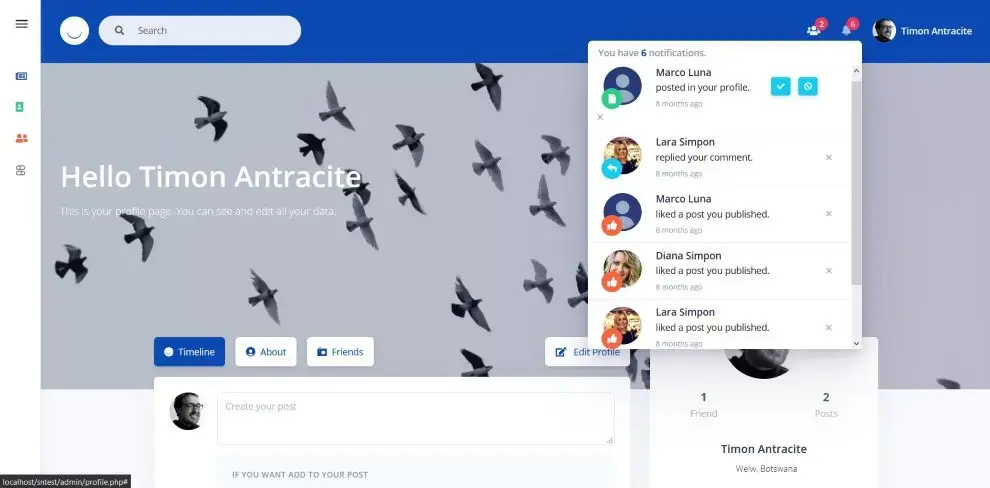 Search
2
6
Timon Antracite
You have 6 notifications.
Marco Luna
posted in your profile.
8 months ago
Lara Simpon
replied your comment.
8 months ago
Marco Luna
liked a post you published.
8 months ago
Diana Simpon
liked a post you published.
8 months ago
Lara Simpon
liked a post you published.
8 months ago
Hello Timon Antracite
This is your profile page. You can see and edit all your data.
Timeline
About
Friends
Edit Profile
Create your post
IF YOU WANT ADD TO YOUR POST
1
Friend
2
Posts
Timon Antracite
Welw, Botswana
localhost/sntest/admin/profile.php#